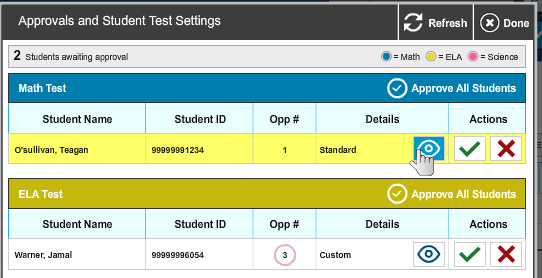 Approvals and Student Test Settings Refresh Done
2 Students awaiting approval = Math = ELA = Science
Math Test Approve All Students
Student Name Student ID Opp # Details Actions
O'sullivan, Teagan 99999991234 1 Standard
ELA Test Approve All Students
Student Name Student ID Opp # Details Actions
Warner, Jamal 99999996054 3 Custom